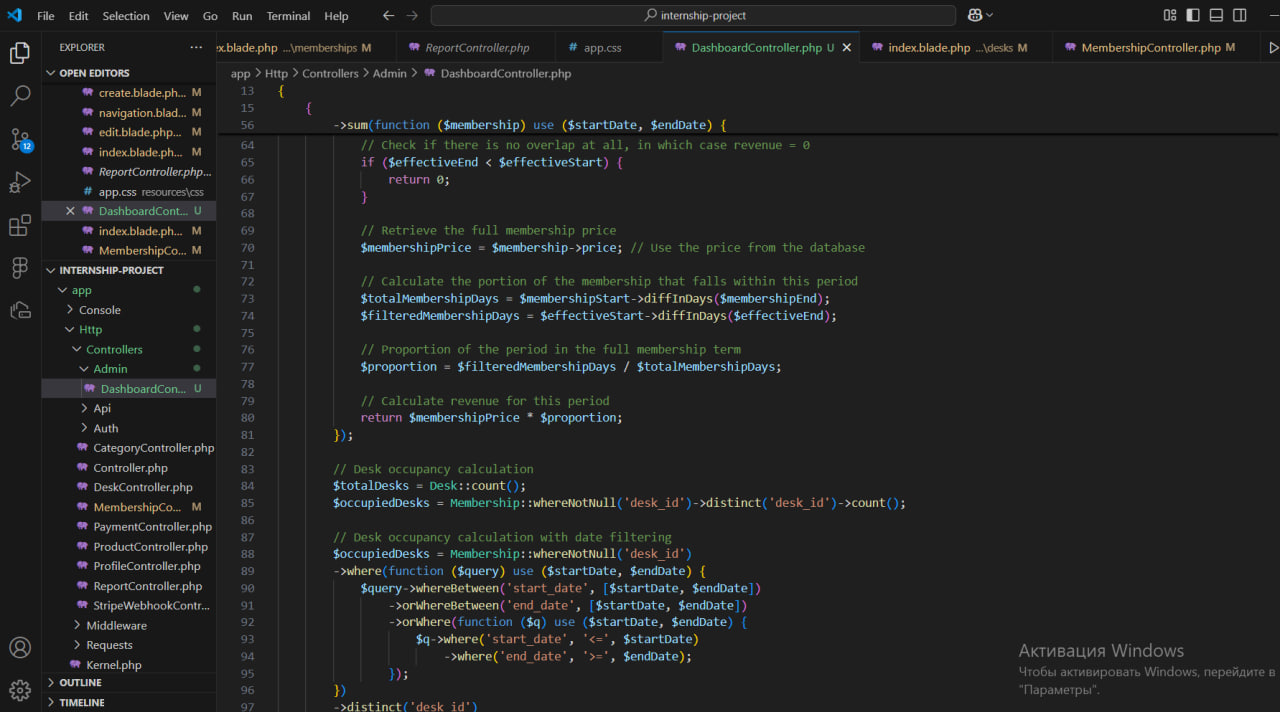 File Edit Selection View Go Run Terminal Help
internship-project
EXPLORER
ex.blade.php ...\memberships M
ReportController.php
# app.css
DashboardController.php U
index.blade.php ...\desks M
MembershipController.php M
OPEN EDITORS
create.blade.ph... M
navigation.blad... M
edit.blade.php... M
index.blade.ph... M
ReportController.php...
# app.css resources\css
DashboardCont... U
index.blade.ph... M
MembershipCo... M
INTERNSHIP-PROJECT
app
Console
Http
Controllers
Admin
DashboardCon... U
Api
Auth
CategoryController.php
Controller.php
DeskController.php
MembershipCo... M
PaymentController.php
ProductController.php
ProfileController.php
ReportController.php
StripeWebhookContr...
Middleware
Requests
Kernel.php
OUTLINE
TIMELINE
12
app > Http > Controllers > Admin > DashboardController.php
13 {
15 {
56 ->sum(function ($membership) use ($startDate, $endDate) {
64 // Check if there is no overlap at all, in which case revenue = 0
65 if ($effectiveEnd < $effectiveStart) {
66 return 0;
67 }
68
69 // Retrieve the full membership price
70 $membershipPrice = $membership->price; // Use the price from the database
71
72 // Calculate the portion of the membership that falls within this period
73 $totalMembershipDays = $membershipStart->diffInDays($membershipEnd);
74 $filteredMembershipDays = $effectiveStart->diffInDays($effectiveEnd);
75
76 // Proportion of the period in the full membership term
77 $proportion = $filteredMembershipDays / $totalMembershipDays;
78
79 // Calculate revenue for this period
80 return $membershipPrice * $proportion;
81 });
82
83 // Desk occupancy calculation
84 $totalDesks = Desk::count();
85 $occupiedDesks = Membership::whereNotNull('desk_id')->distinct('desk_id')->count();
86
87 // Desk occupancy calculation with date filtering
88 $occupiedDesks = Membership::whereNotNull('desk_id')
89 ->where(function ($query) use ($startDate, $endDate) {
90 $query->whereBetween('start_date', [$startDate, $endDate])
91 ->orWhereBetween('end_date', [$startDate, $endDate])
92 ->orWhere(function ($q) use ($startDate, $endDate) {
93 $q->where('start_date', '<=', $startDate)
94 ->where('end_date', '>=', $endDate);
95 });
96 })
97 ->distinct('desk_id')
Активация Windows
Чтобы активировать Windows, перейдите в
"Параметры".